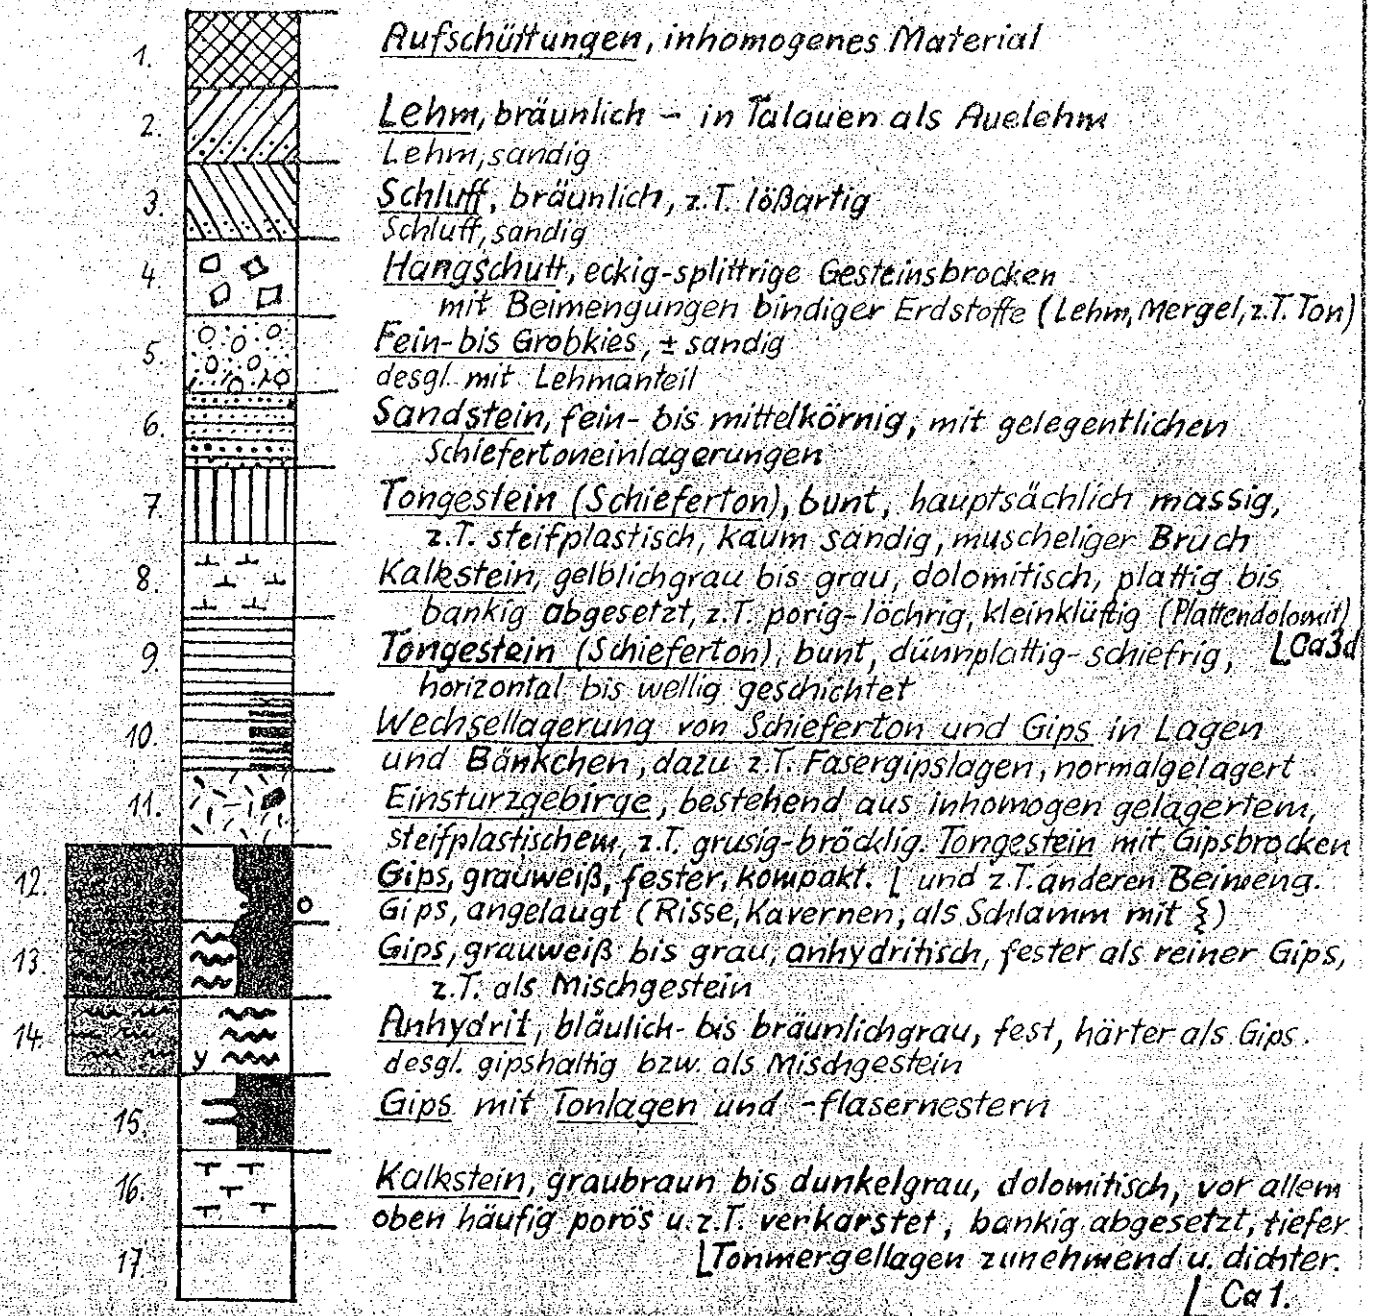 1. Aufschüttungen, inhomogenes Material
2. Lehm, bräunlich - in Talauen als Auelehm
Lehm, sandig
3. Schluff, bräunlich, z.T. lößartig
Schluff, sandig
4 Hangschutt, eckig-splittrige Gesteinsbrocken
mit Beimengungen bindiger Erdstoffe (Lehm, Mergel, z.T. Ton)
5. Fein- bis Grobkies, ± sandig
desgl. mit Lehmanteil
6. Sandstein, fein- bis mittelkörnig, mit gelegentlichen
Schiefertoneinlagerungen
7. Tongestein (Schieferton), bunt, hauptsächlich massig,
z.T. steifplastisch, kaum sandig, muscheliger Bruch
8. Kalkstein, gelblichgrau bis grau, dolomitisch, plattig bis
bankig abgesetzt, z.T. porig-löchrig, kleinklüftig (Plattendolomit)
9. Tongestein (Schieferton), bunt, dünnplattig-schiefrig, ⌊Ca3d
horizontal bis wellig geschichtet
10. Wechsellagerung von Schieferton und Gips in Lagen
und Bänkchen, dazu z.T. Fasergipslagen, normalgelagert
11. Einsturzgebirge, bestehend aus inhomogen gelagertem,
steifplastischem, z.T. grusig-bröcklig. Tongestein mit Gipsbrocken
12. Gips, grauweiß, fester, kompakt. ⌊ und z.T. anderen Beimeng.
Gips, angelaugt (Risse, Kavernen, als Schlamm mit ξ)
13. Gips, grauweiß bis grau, anhydritisch, fester als reiner Gips,
z.T. als Mischgestein
14. Anhydrit, bläulich- bis bräunlichgrau, fest, härter als Gips.
y desgl. gipshaltig bzw. als Mischgestein
15. Gips mit Tonlagen und -flasernestern
16. Kalkstein, graubraun bis dunkelgrau, dolomitisch, vor allem
oben häufig porös u. z.T. verkarstet, bankig abgesetzt, tiefer
17. ⌊Tonmergellagen zunehmend u. dichter.
⌊ Ca 1.